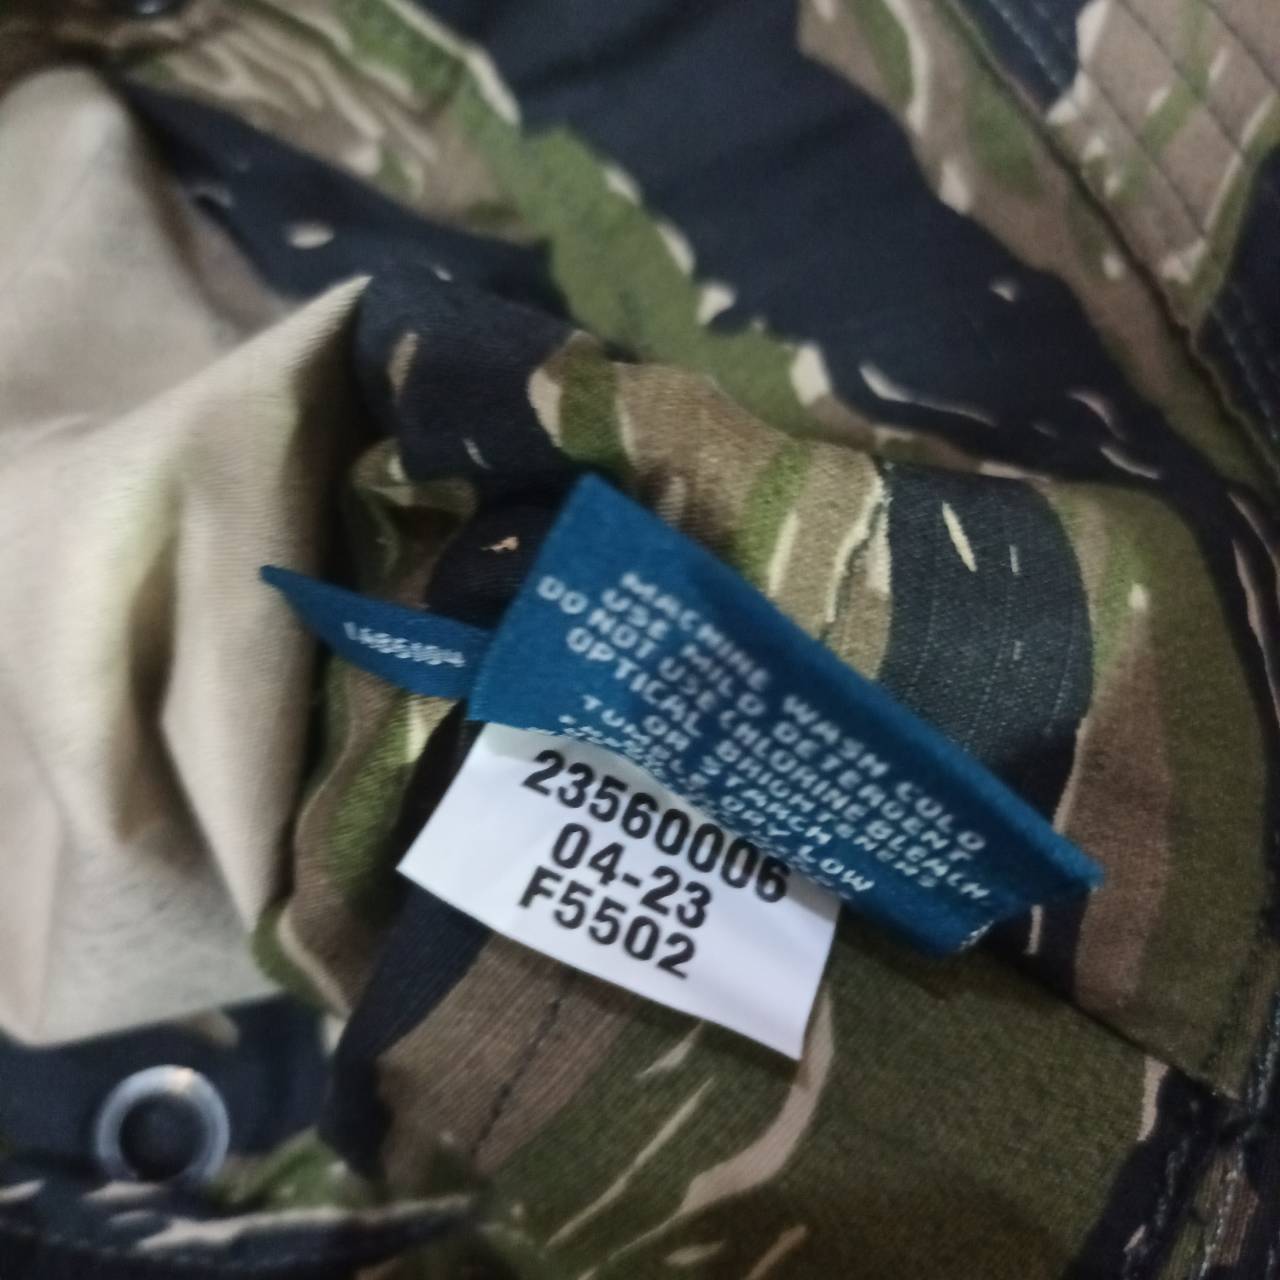 MACHINE WASH COLD
USE MILD DETERGENT
DO NOT USE CHLORINE BLEACH,
OPTICAL BRIGHTENERS
OR STARCH
TUMBLE DRY LOW
23560006
04-23
F5502